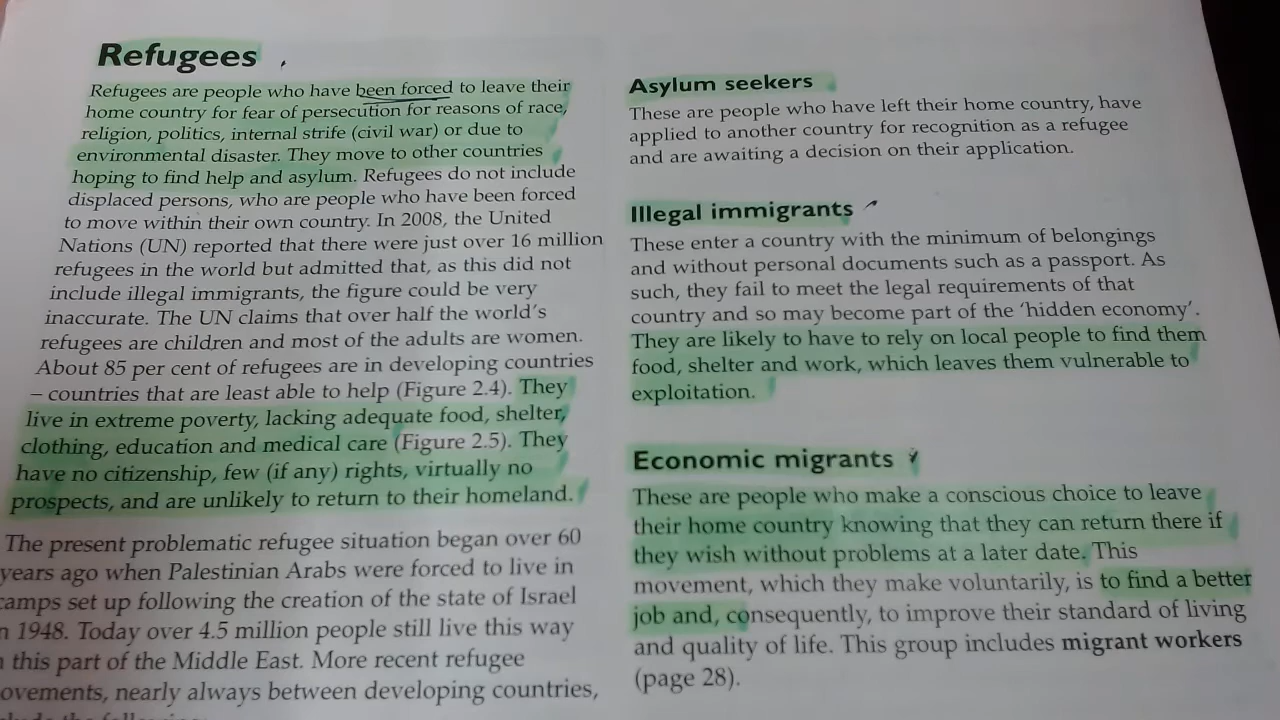 Refugees
Refugees are people who have been forced to leave their
home country for fear of persecution for reasons of race,
religion, politics, internal strife (civil war) or due to
environmental disaster. They move to other countries
hoping to find help and asylum. Refugees do not include
displaced persons, who are people who have been forced
to move within their own country. In 2008, the United
Nations (UN) reported that there were just over 16 million
refugees in the world but admitted that, as this did not
include illegal immigrants, the figure could be very
inaccurate. The UN claims that over half the world's
refugees are children and most of the adults are women.
About 85 per cent of refugees are in developing countries
– countries that are least able to help (Figure 2.4). They
live in extreme poverty, lacking adequate food, shelter,
clothing, education and medical care (Figure 2.5). They
have no citizenship, few (if any) rights, virtually no
prospects, and are unlikely to return to their homeland.
The present problematic refugee situation began over 60
years ago when Palestinian Arabs were forced to live in
camps set up following the creation of the state of Israel
n 1948. Today over 4.5 million people still live this way
this part of the Middle East. More recent refugee
ovements, nearly always between developing countries,
Asylum seekers
These are people who have left their home country, have
applied to another country for recognition as a refugee
and are awaiting a decision on their application.
Illegal immigrants
These enter a country with the minimum of belongings
and without personal documents such as a passport. As
such, they fail to meet the legal requirements of that
country and so may become part of the 'hidden economy'.
They are likely to have to rely on local people to find them
food, shelter and work, which leaves them vulnerable to
exploitation.
Economic migrants
These are people who make a conscious choice to leave
their home country knowing that they can return there if
they wish without problems at a later date. This
movement, which they make voluntarily, is to find a better
job and, consequently, to improve their standard of living
and quality of life. This group includes migrant workers
(page 28).